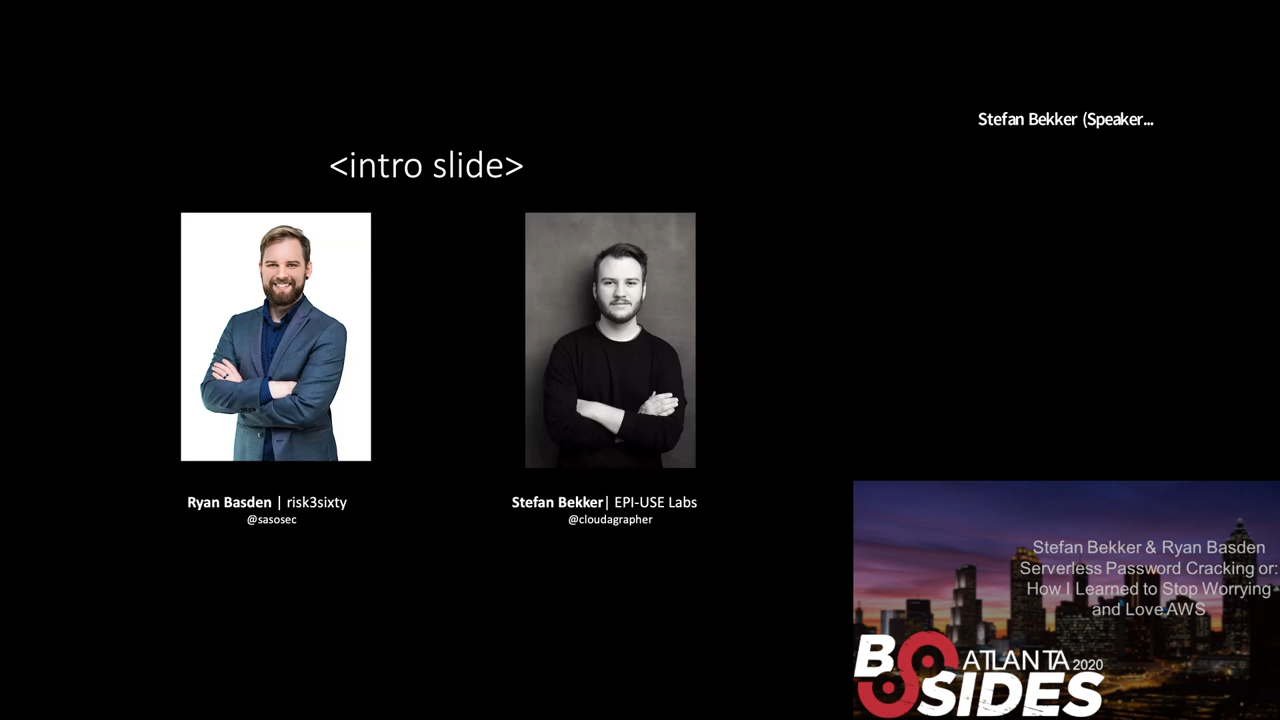 Stefan Bekker (Speaker...
<intro slide>
Ryan Basden | risk3sixty
@sasosec
Stefan Bekker| EPI-USE Labs
@cloudagrapher
Stefan Bekker & Ryan Basden
Serverless Password Cracking or:
How I Learned to Stop Worrying
and Love AWS
BSIDES
ATLANTA 2020